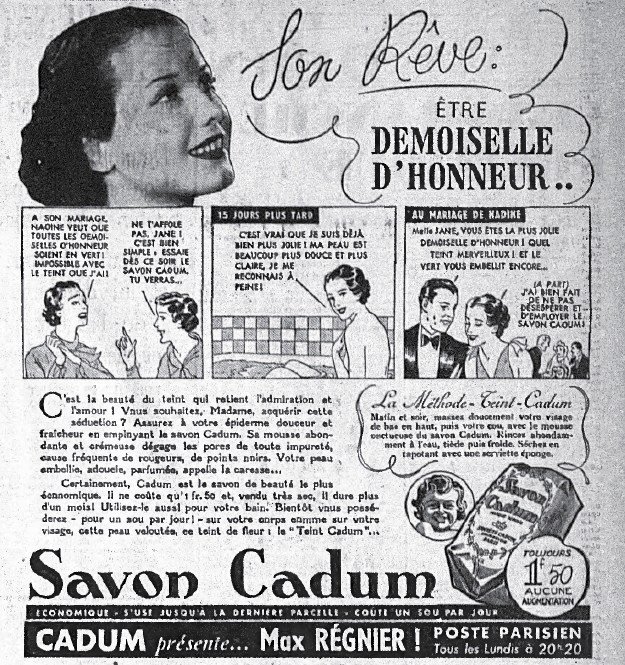 Son Rêve :
ÊTRE
DEMOISELLE
D'HONNEUR..
A SON MARIAGE,
NADINE VEUT QUE
TOUTES LES DEMOI-
SELLES D'HONNEUR
SOIENT EN VERT!
IMPOSSIBLE AVEC
LE TEINT QUE J'AI!
NE T'AFFOLE
PAS, JANE !
C'EST BIEN
SIMPLE : ESSAIE
DÈS CE SOIR LE
SAVON CADUM,
TU VERRAS...
15 JOURS PLUS TARD
C'EST VRAI QUE JE SUIS DÉJÀ
BIEN PLUS JOLIE ! MA PEAU EST
BEAUCOUP PLUS DOUCE ET PLUS
CLAIRE, JE ME
RECONNAIS À
PEINE!
AU MARIAGE DE NADINE
Melle JANE, VOUS ÊTES LA PLUS JOLIE
DEMOISELLE D'HONNEUR ! QUEL
TEINT MERVEILLEUX ! ET LE
VERT VOUS EMBELLIT ENCORE...
(A PART)
J'AI BIEN FAIT
DE NE PAS
DÉSESPÉRER ET
D'EMPLOYER LE
SAVON CADUM!
C'est la beauté du teint qui retient l'admiration et
l'amour ! Vous souhaitez, Madame, acquérir cette
séduction ? Assurez à votre épiderme douceur et
fraîcheur en employant le savon Cadum. Sa mousse abon-
dante et crémeuse dégage les pores de toute impureté,
cause fréquente de rougeurs, de points noirs. Votre peau
embellie, adoucie, parfumée, appelle la caresse...
Certainement, Cadum est le savon de beauté le plus
économique. Il ne coûte qu'1 fr. 50 et, vendu très sec, il dure plus
d'un mois! Utilisez-le aussi pour votre bain. Bientôt vous possé-
derez - pour un sou par jour! - sur votre corps comme sur votre
visage, cette peau veloutée, ce teint de fleur : le "Teint Cadum"...
La Méthode-Teint-Cadum
Matin et soir, massez doucement votre visage
de bas en haut, puis votre cou, avec la mousse
onctueuse du savon Cadum. Rincez abondam-
ment à l'eau, tiède puis froide. Séchez en
tapotant avec une serviette éponge.
Savon
Cadum
TOUJOURS
1F50
AUCUNE
AUGMENTATION
Savon Cadum
ÉCONOMIQUE - S'USE JUSQU'À LA DERNIÈRE PARCELLE - COÛTE UN SOU PAR JOUR
CADUM présente... Max RÉGNIER ! POSTE PARISIEN
Tous les Lundis à 20h20